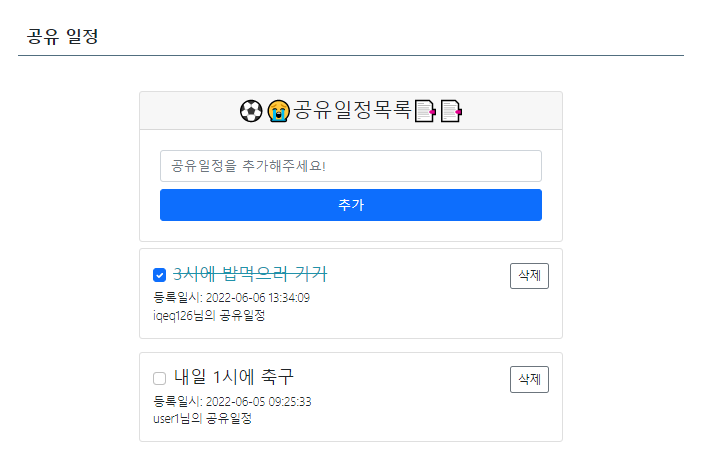 공유 일정
⚽😭공유일정목록📑📑
공유일정을 추가해주세요!
추가
3시에 밥먹으러 가기
삭제
등록일시: 2022-06-06 13:34:09
iqeq126님의 공유일정
내일 1시에 축구
삭제
등록일시: 2022-06-05 09:25:33
user1님의 공유일정